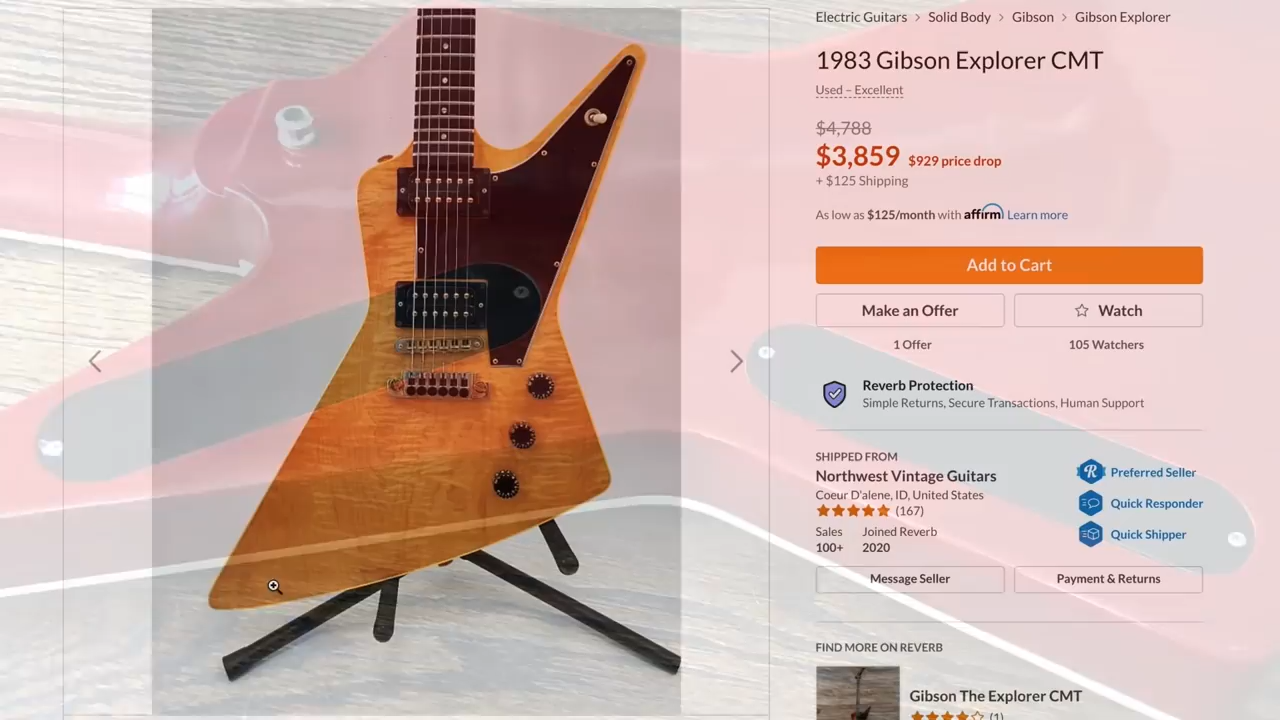 Electric Guitars > Solid Body > Gibson > Gibson Explorer
1983 Gibson Explorer CMT
Used – Excellent
$4,788
$3,859 $929 price drop
+ $125 Shipping
As low as $125/month with affirm Learn more
Add to Cart
Make an Offer
Watch
1 Offer
105 Watchers
Reverb Protection
Simple Returns, Secure Transactions, Human Support
SHIPPED FROM
Northwest Vintage Guitars
Coeur D'alene, ID, United States
(167)
Sales Joined Reverb
100+ 2020
R Preferred Seller
Quick Responder
Quick Shipper
Message Seller
Payment & Returns
FIND MORE ON REVERB
Gibson The Explorer CMT
(1)